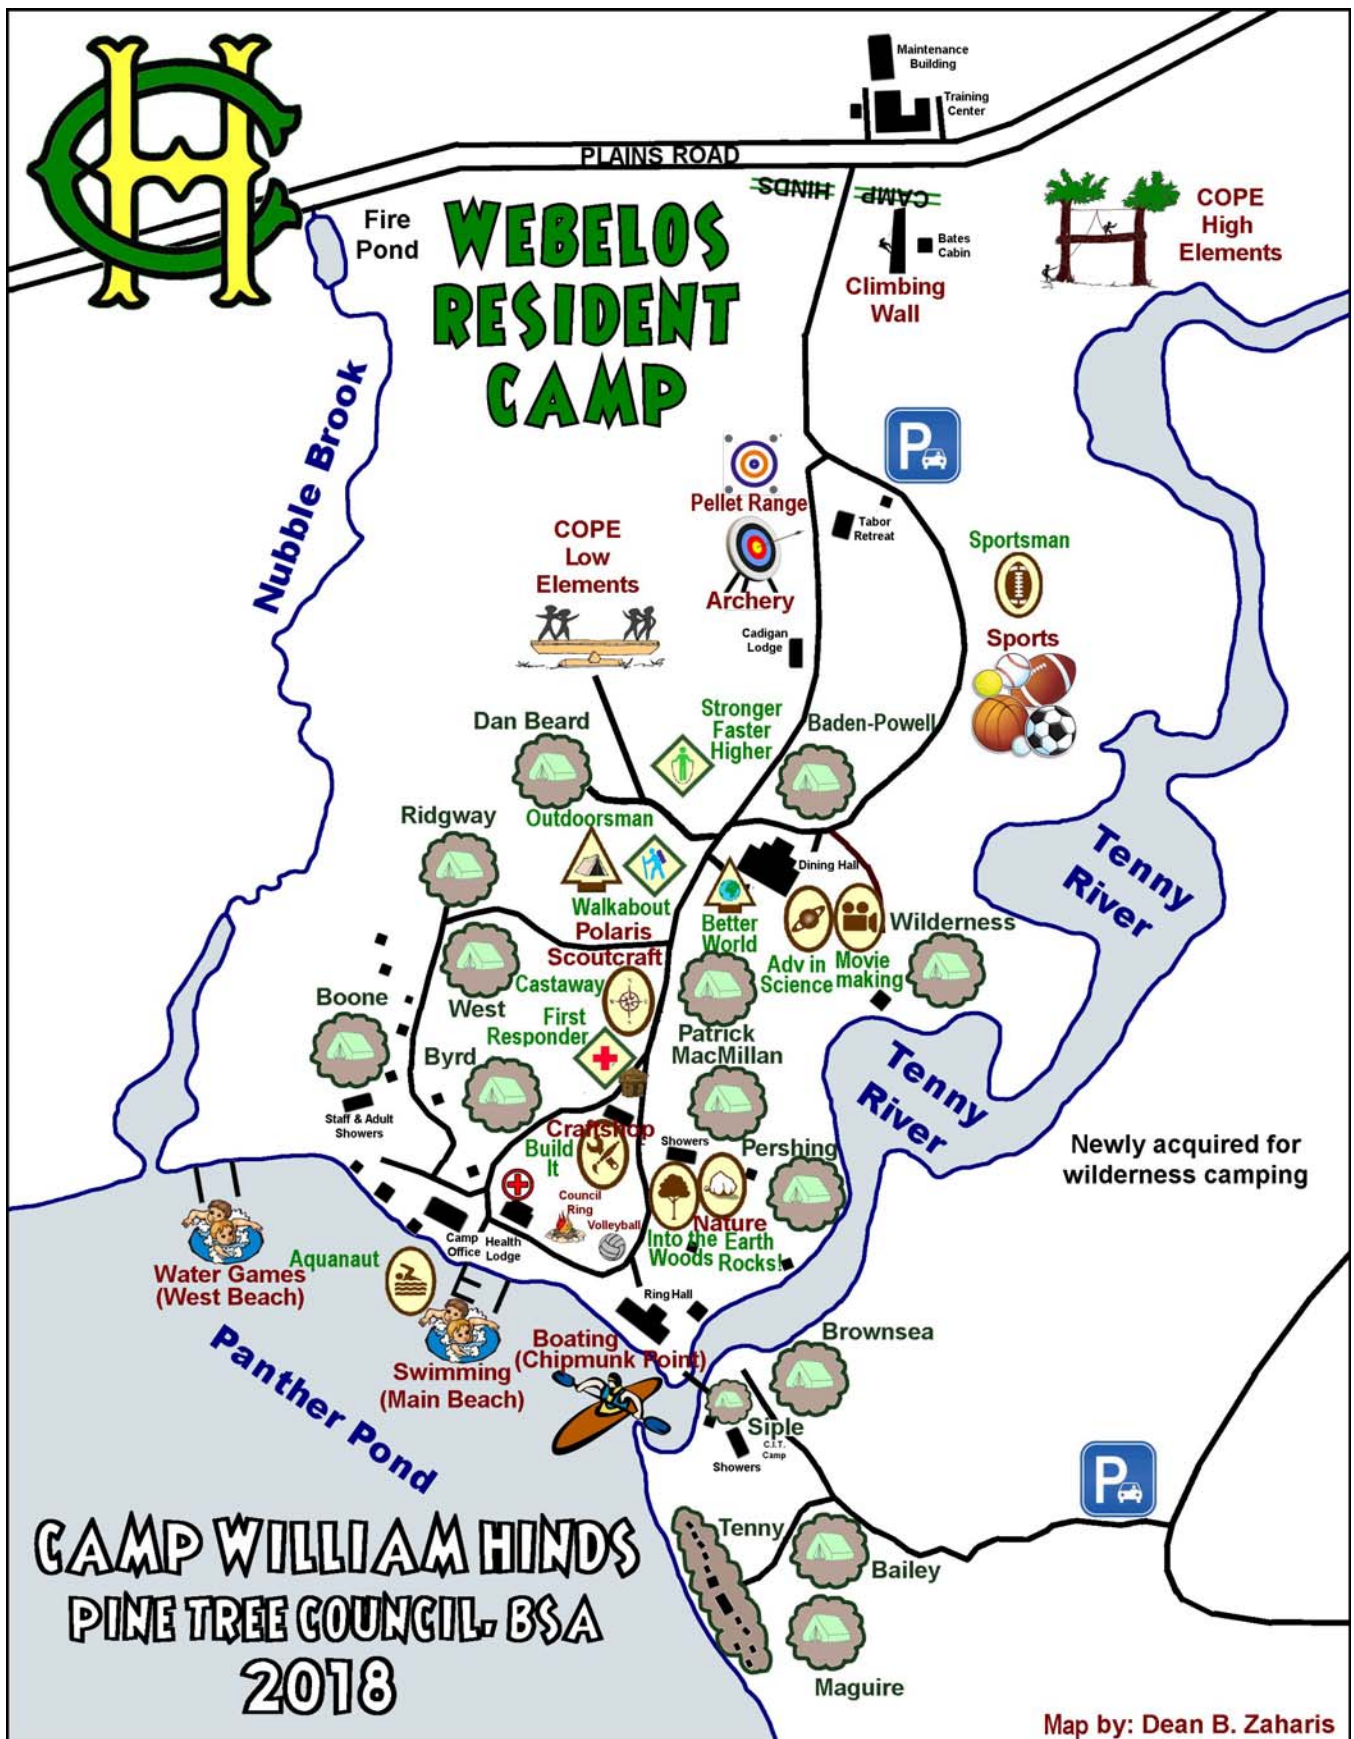 CH
Maintenance
Building
Training
Center
PLAINS ROAD
CAMP HINDS
Fire
Pond
WEBELOS
RESIDENT
CAMP
Bates
Cabin
Climbing
Wall
COPE
High
Elements
Nubble Brook
P
Pellet Range
Tabor
Retreat
COPE
Low
Elements
Archery
Sportsman
Cadigan
Lodge
Sports
Stronger
Faster
Higher
Dan Beard
Baden-Powell
Ridgway
Outdoorsman
Dining Hall
Tenny
River
Walkabout
Polaris
Scoutcraft
Better
World
Wilderness
Adv in
Science
Movie
making
Castaway
West
Boone
First
Responder
Patrick
MacMillan
Byrd
Tenny
River
Staff & Adult
Showers
Craftshop
Build
It
Showers
Pershing
Newly acquired for
wilderness camping
Council
Ring
Volleyball
Nature
Into the
Woods
Earth
Rocks!
Camp
Office
Health
Lodge
Aquanaut
Water Games
(West Beach)
Ring Hall
Boating
(Chipmunk Point)
Brownsea
Swimming
(Main Beach)
Panther Pond
Siple
C.I.T.
Camp
Showers
P
Tenny
Bailey
Maguire
CAMP WILLIAM HINDS
PINE TREE COUNCIL, BSA
2018
Map by: Dean B. Zaharis